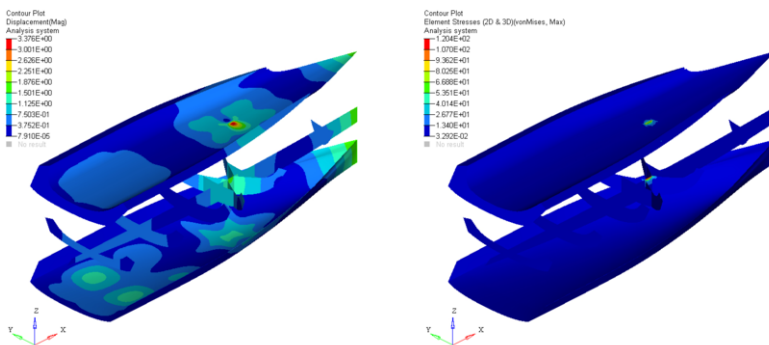 Contour Plot
Displacement(Mag)
Analysis system
3.376E+00
3.001E+00
2.626E+00
2.251E+00
1.876E+00
1.501E+00
1.125E+00
7.503E-01
3.752E-01
7.910E-05
No result
Z
Y
X
Contour Plot
Element Stresses (2D & 3D)(vonMises, Max)
Analysis system
1.204E+02
1.070E+02
9.362E+01
8.025E+01
6.688E+01
5.351E+01
4.014E+01
2.677E+01
1.340E+01
3.292E-02
No result
Z
Y
X